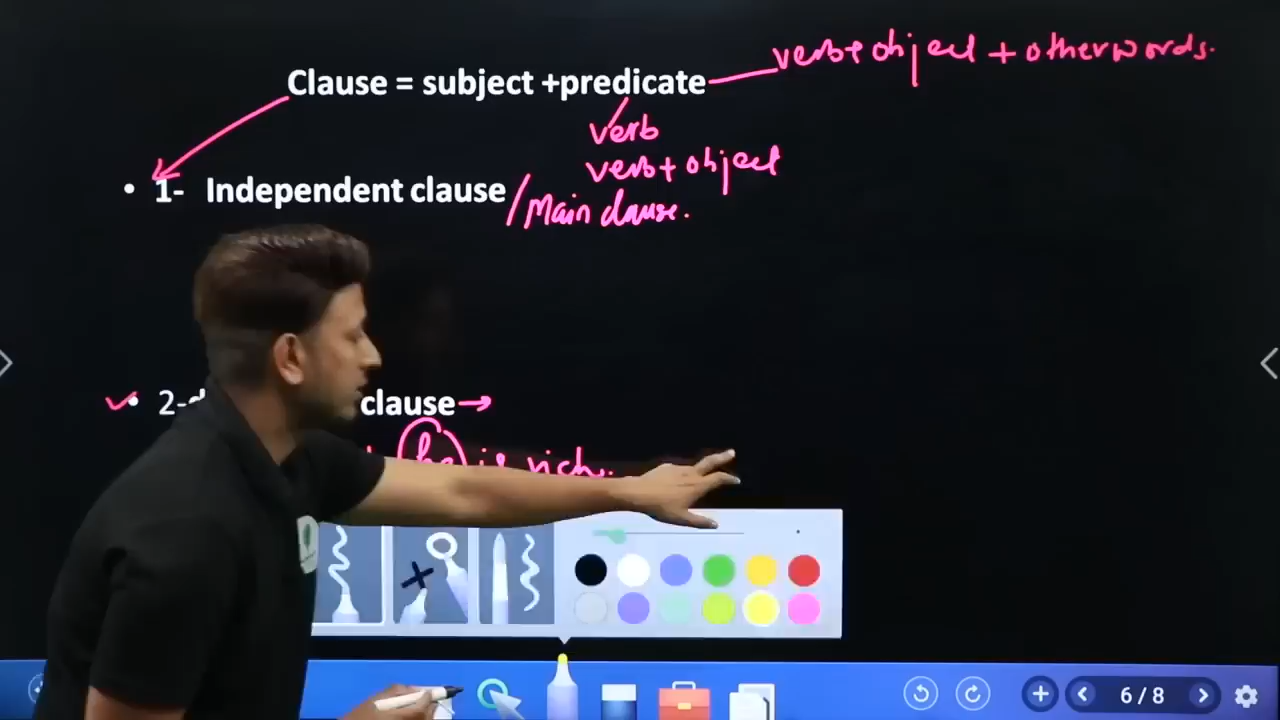 verb+object + otherwords.
Clause = subject +predicate
verb
verb+object
• 1- Independent clause
/Main clause.
• 2- clause
is rich.
6 / 8